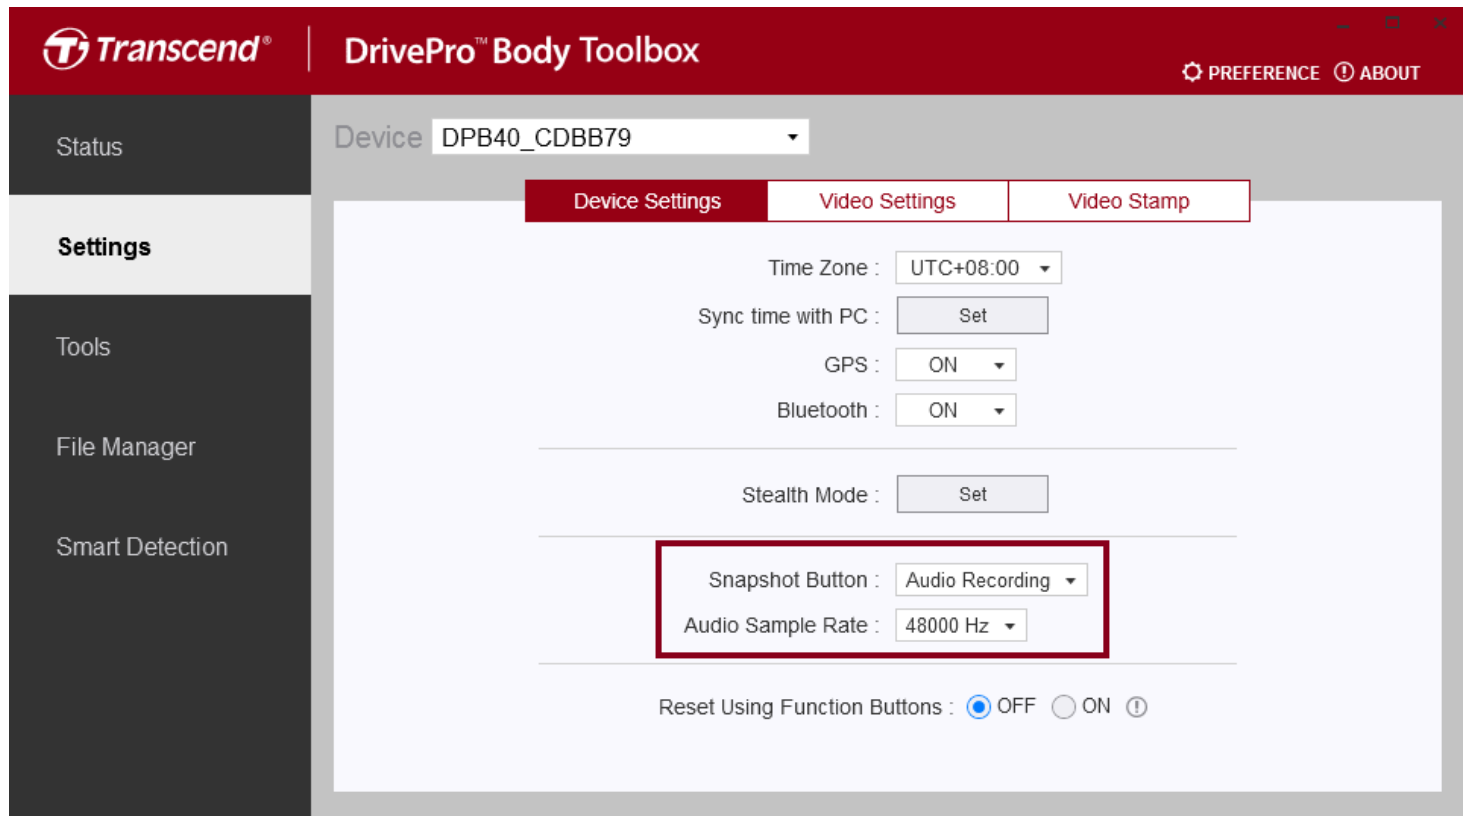 Transcend® DrivePro™ Body Toolbox
PREFERENCE ABOUT
Status
Settings
Tools
File Manager
Smart Detection
Device DPB40_CDBB79
Device Settings Video Settings Video Stamp
Time Zone : UTC+08:00
Sync time with PC : Set
GPS : ON
Bluetooth : ON
Stealth Mode : Set
Snapshot Button : Audio Recording
Audio Sample Rate : 48000 Hz
Reset Using Function Buttons : OFF ON